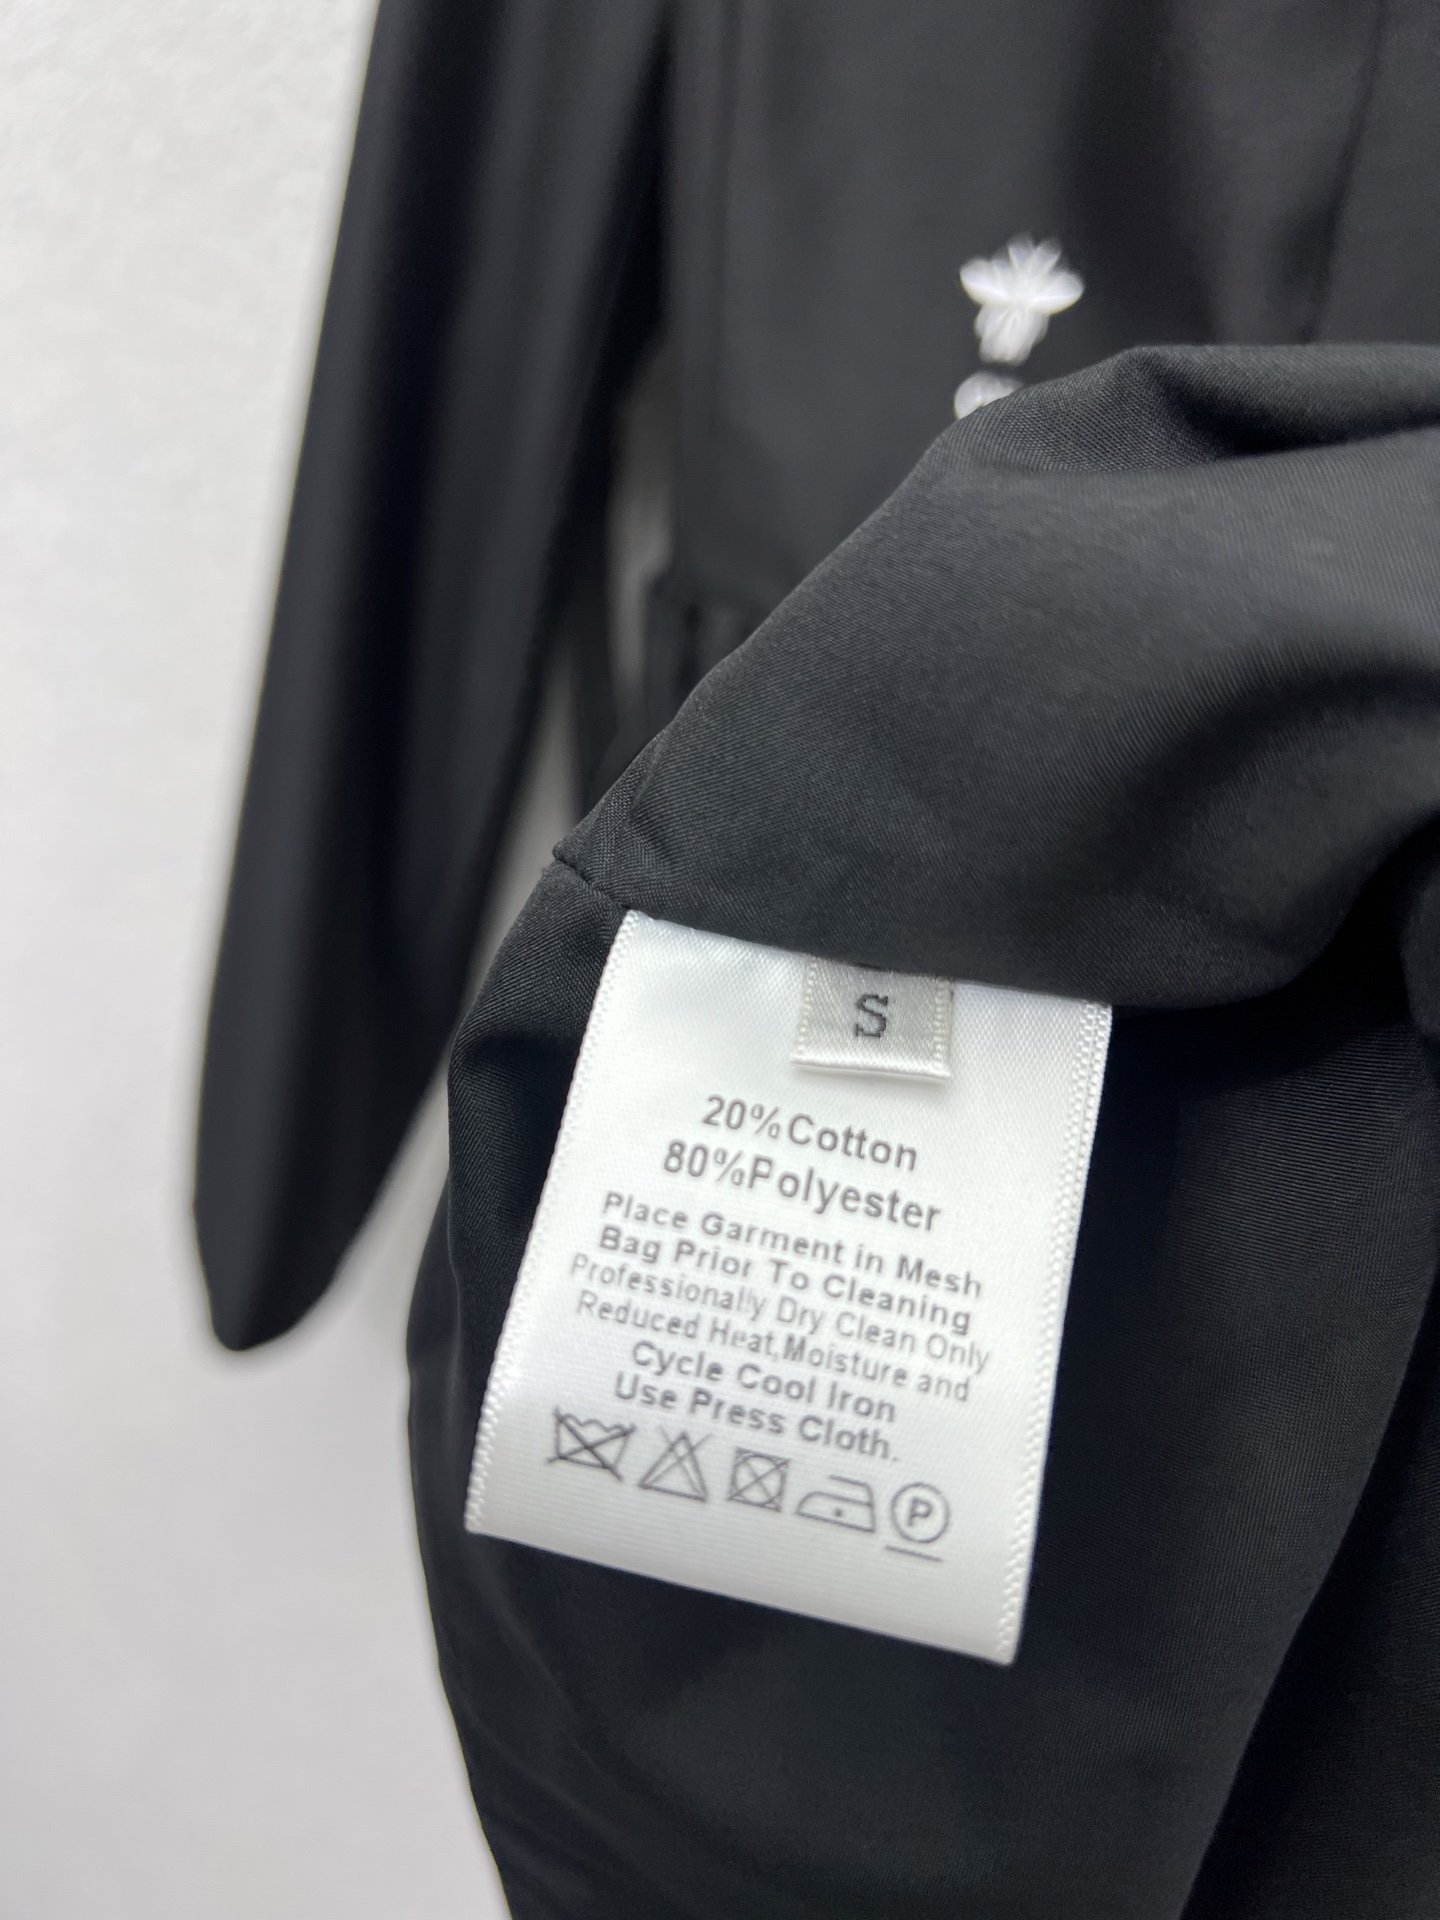 S
20%Cotton
80%Polyester
Place Garment in Mesh
Bag Prior To Cleaning
Professionally Dry Clean Only
Reduced Heat,Moisture and
Cycle Cool Iron
Use Press Cloth.
P